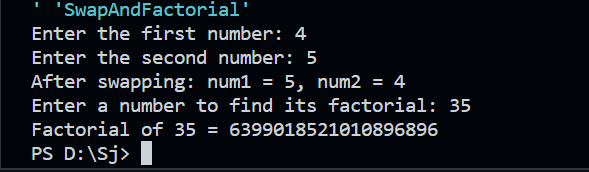 ' 'SwapAndFactorial'
Enter the first number: 4
Enter the second number: 5
After swapping: num1 = 5, num2 = 4
Enter a number to find its factorial: 35
Factorial of 35 = 6399018521010896896
PS D:\Sj>